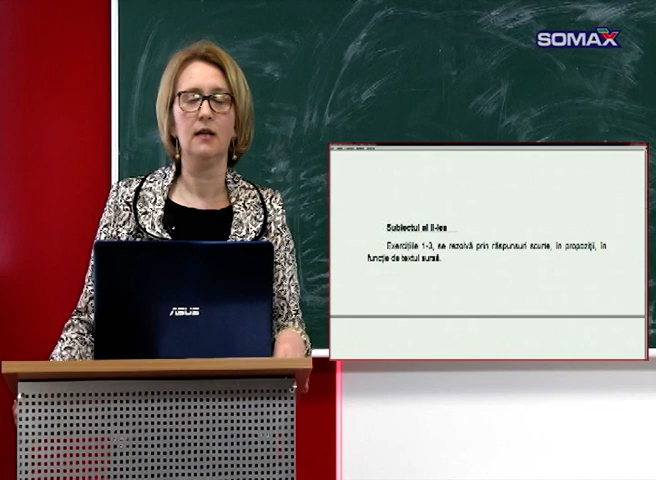 SOMAX
Subiectul al II-lea
Exercițiile 1-3, se rezolvă prin răspunsuri scurte, în propoziții, în
funcție de textul sursă.
ASUS